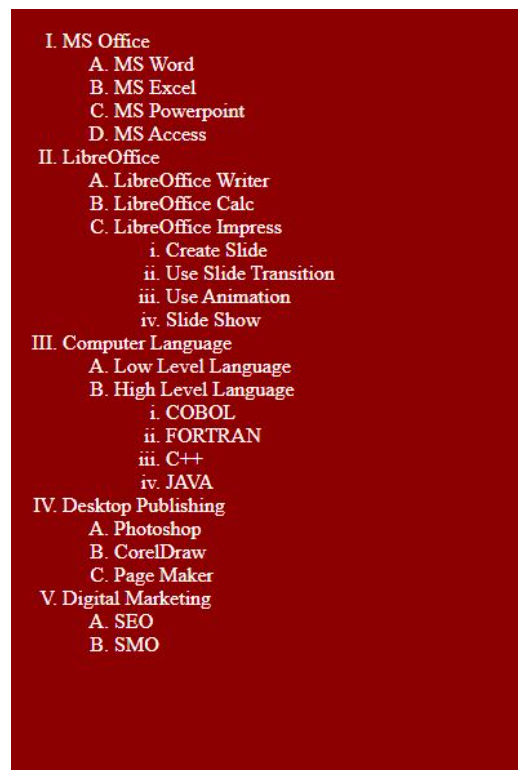 I. MS Office
A. MS Word
B. MS Excel
C. MS Powerpoint
D. MS Access
II. LibreOffice
A. LibreOffice Writer
B. LibreOffice Calc
C. LibreOffice Impress
i. Create Slide
ii. Use Slide Transition
iii. Use Animation
iv. Slide Show
III. Computer Language
A. Low Level Language
B. High Level Language
i. COBOL
ii. FORTRAN
iii. C++
iv. JAVA
IV. Desktop Publishing
A. Photoshop
B. CorelDraw
C. Page Maker
V. Digital Marketing
A. SEO
B. SMO